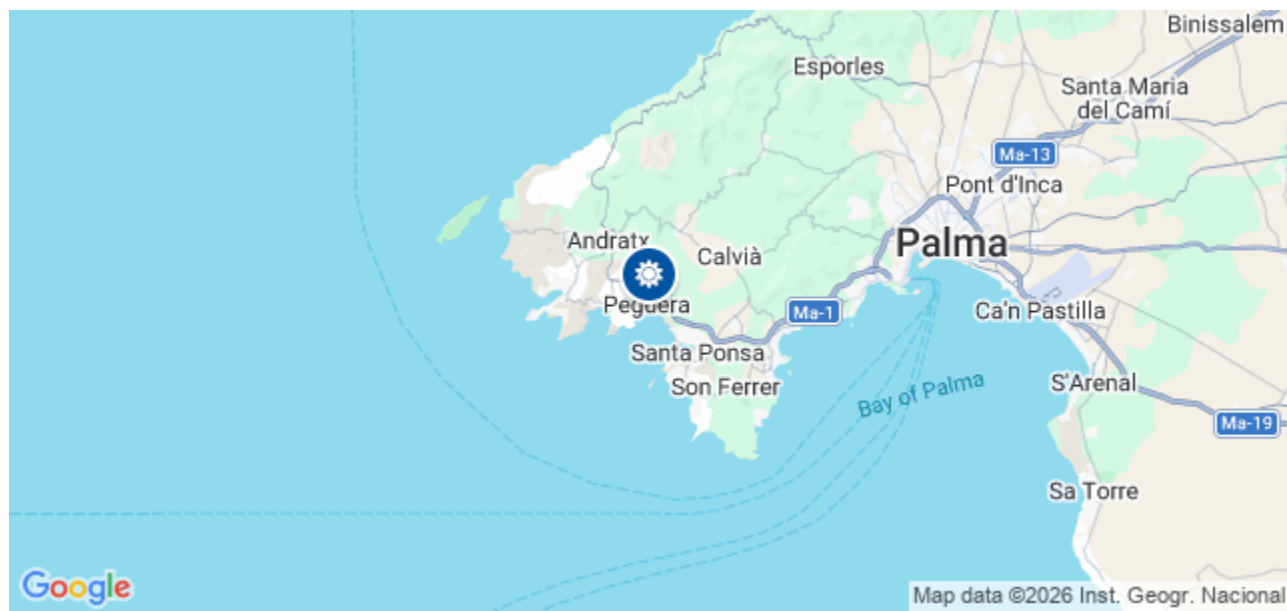 Binissalem
Esporles
Santa Maria
del Camí
Ma-13
Pont d'Inca
Andratx
Calvià
Palma
Peguera
Ma-1
Ca'n Pastilla
Santa Ponsa
Son Ferrer
S'Arenal
Bay of Palma
Ma-19
Sa Torre
Google
Map data ©2026 Inst. Geogr. Nacional